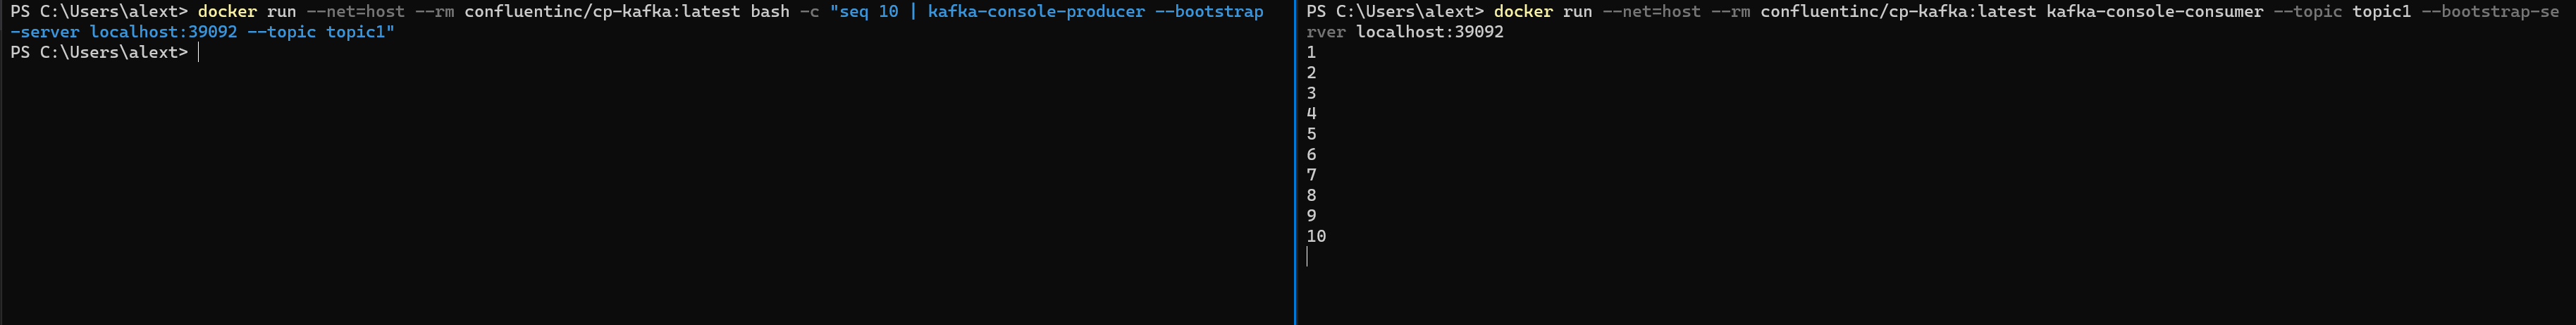 PS C:\Users\alext> docker run --net=host --rm confluentinc/cp-kafka:latest bash -c "seq 10 | kafka-console-producer --bootstrap
-server localhost:39092 --topic topic1"
PS C:\Users\alext>
PS C:\Users\alext> docker run --net=host --rm confluentinc/cp-kafka:latest kafka-console-consumer --topic topic1 --bootstrap-se
rver localhost:39092
1
2
3
4
5
6
7
8
9
10